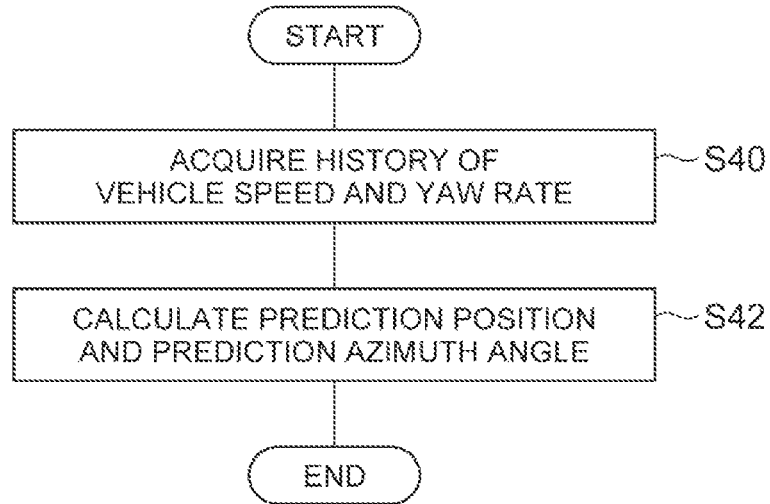 START
ACQUIRE HISTORY OF
VEHICLE SPEED AND YAW RATE
S40
CALCULATE PREDICTION POSITION
AND PREDICTION AZIMUTH ANGLE
S42
END